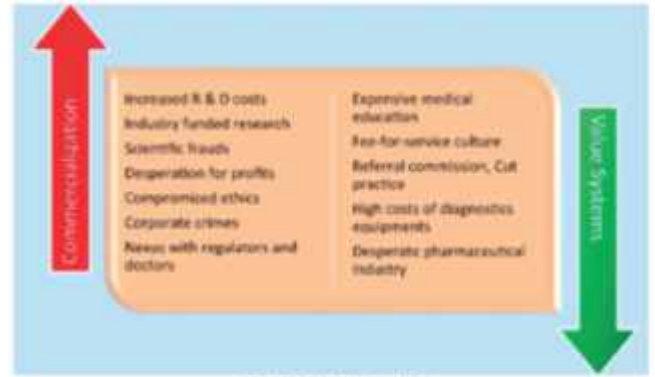 Commercialization
Increased R & D costs
Industry funded research
Scientific frauds
Desperation for profits
Compromized ethics
Corporate crimes
Nexus with regulators and
doctors
Expensive medical
education
Fee-for-service culture
Referral commission, Cut
practice
High costs of diagnostics
equipments
Desperate pharmaceutical
industry
Value Systems